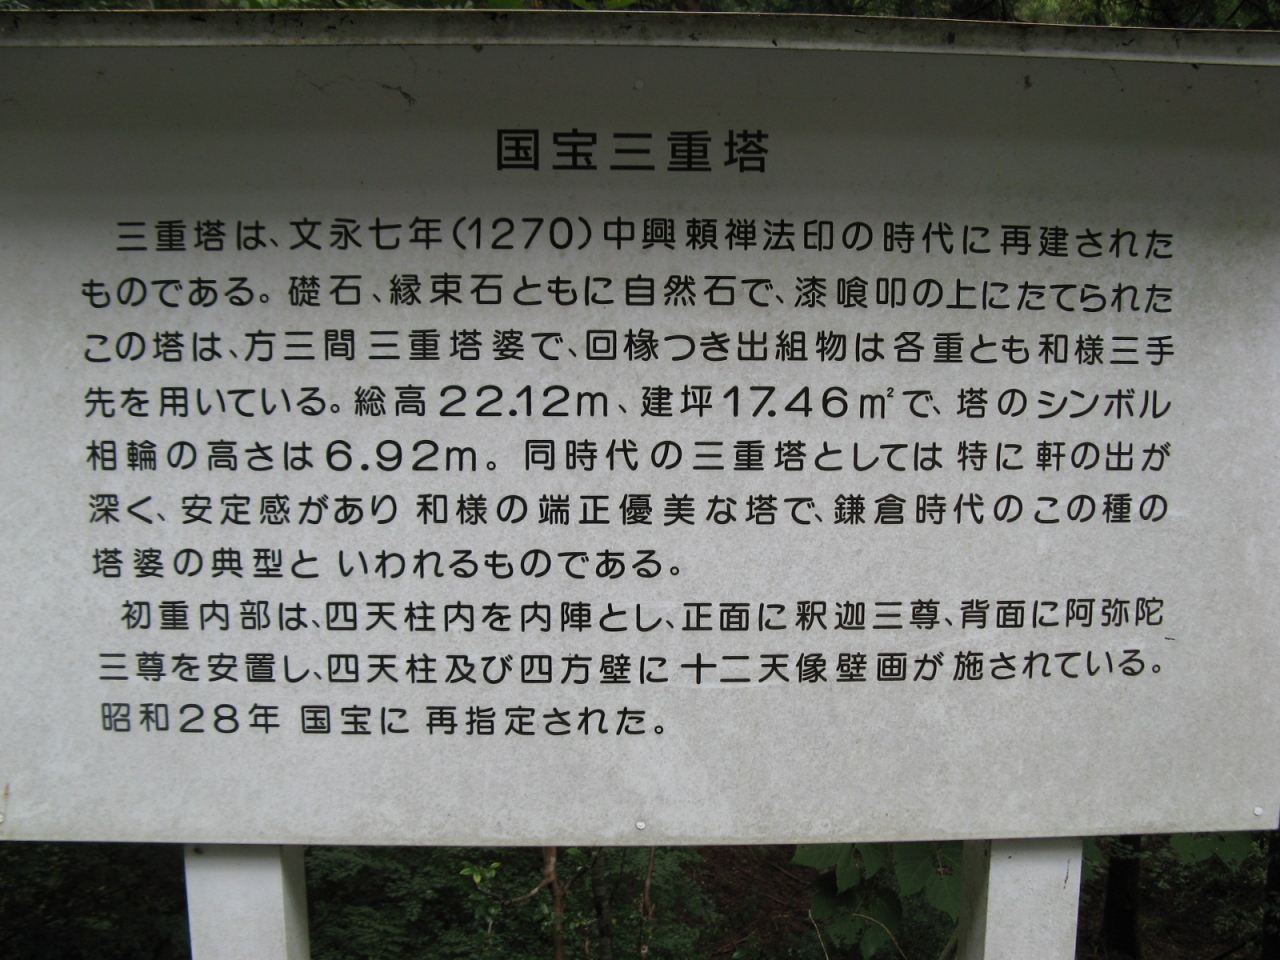 国宝三重塔
三重塔は、文永七年(1270)中興頼禅法印の時代に再建された
ものである。礎石、縁束石ともに自然石で、漆喰叩の上にたてられた
この塔は、方三間三重塔婆で、回椽つき出組物は各重とも和様三手
先を用いている。総高22.12m、建坪17.46㎡で、塔のシンボル
相輪の高さは6.92m。同時代の三重塔としては特に軒の出が
深く、安定感があり和様の端正優美な塔で、鎌倉時代のこの種の
塔婆の典型といわれるものである。
初重内部は、四天柱内を内陣とし、正面に釈迦三尊、背面に阿弥陀
三尊を安置し、四天柱及び四方壁に十二天像壁画が施されている。
昭和28年国宝に再指定された。